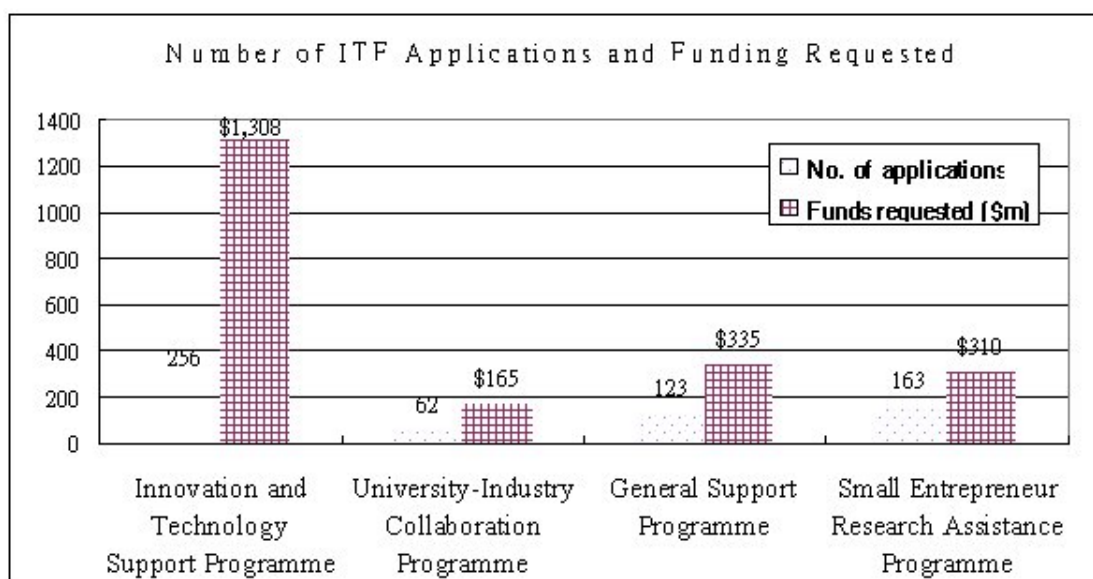 Number of ITF Applications and Funding Requested
1400
1200
1000
800
600
400
200
0
$1,308
256
62
$165
123
$335
163
$310
No. of applications
Funds requested ($m)
Innovation and
Technology
Support Programme
University-Industry
Collaboration
Programme
General Support
Programme
Small Entrepreneur
Research Assistance
Programme